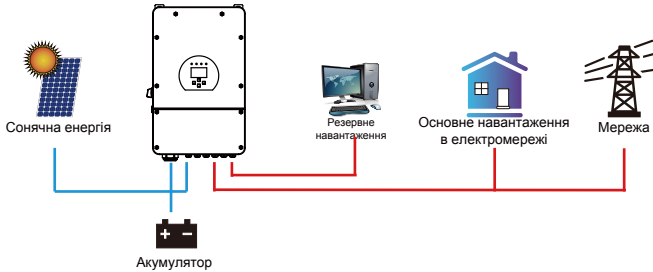 Сонячна енергія
Резервне
навантаження
Основне навантаження
в електромережі
Мережа
Акумулятор